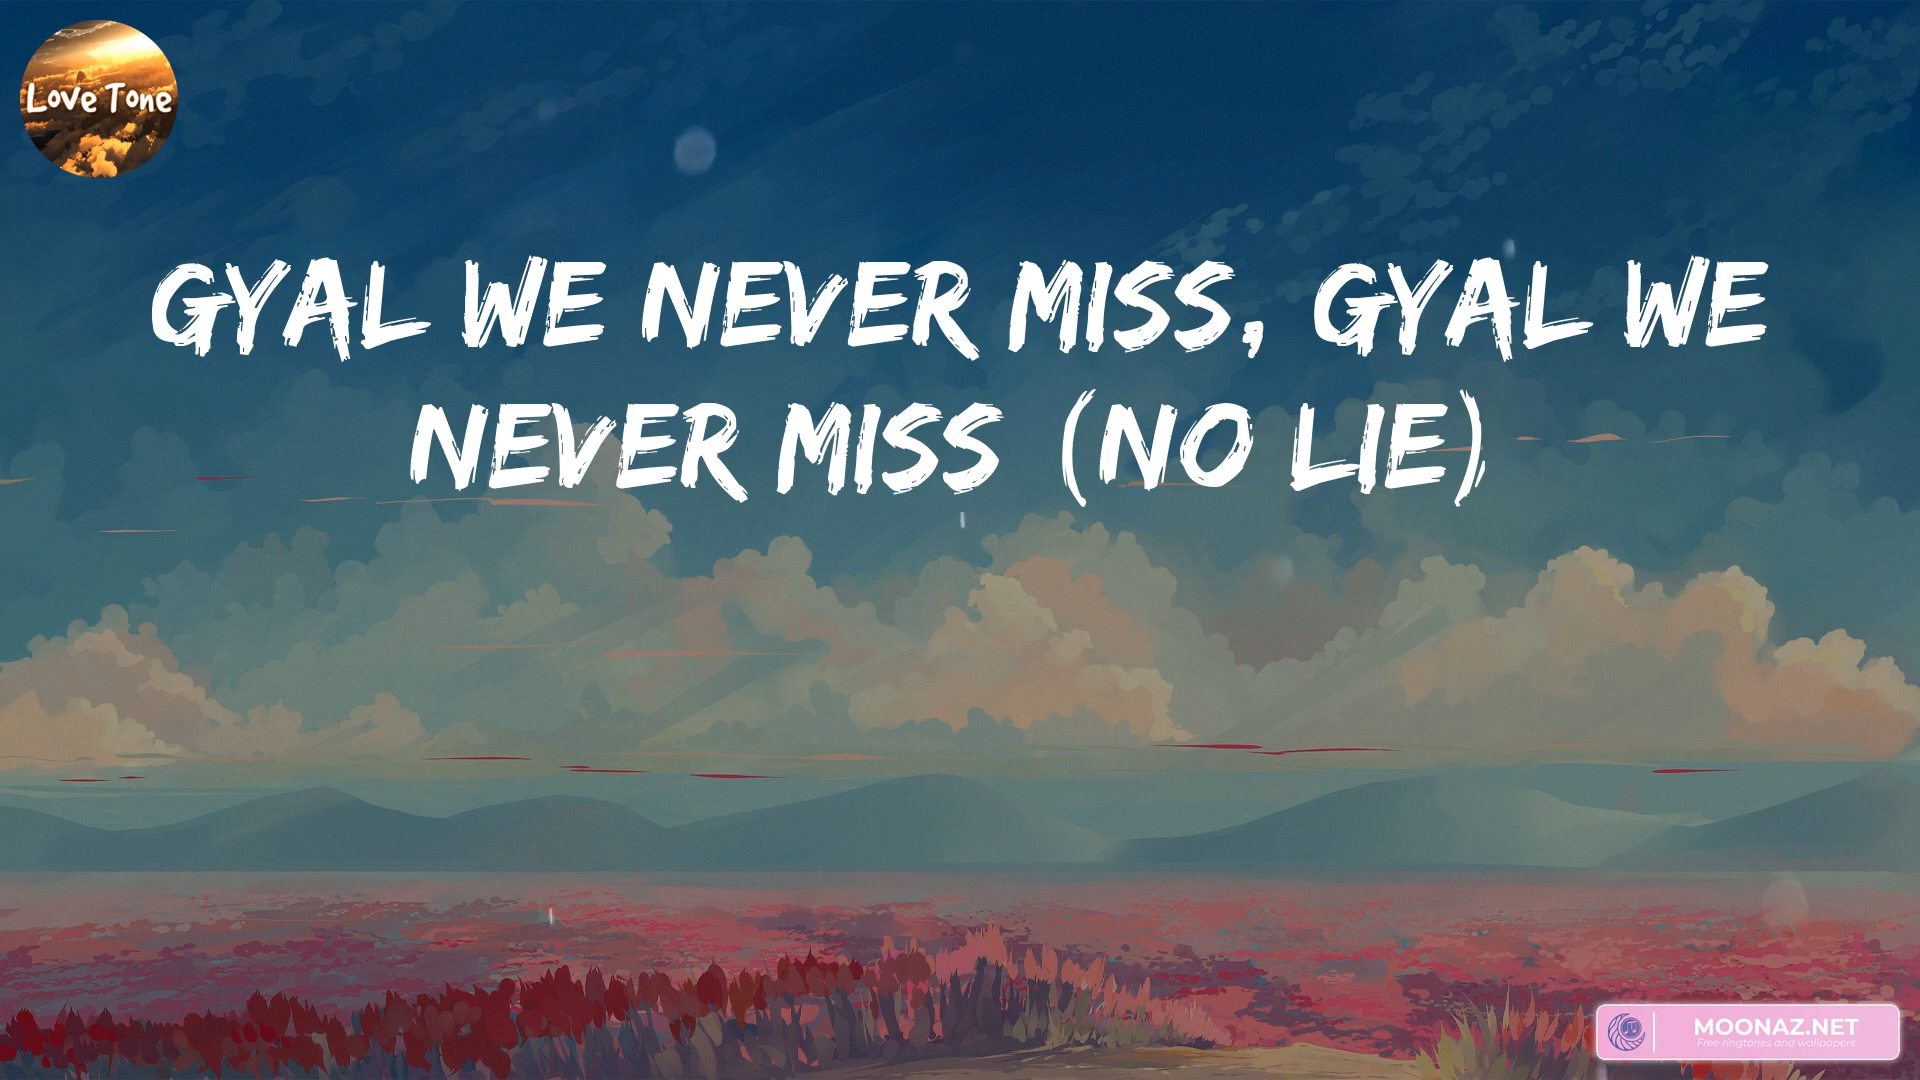 Love Tone
GYAL WE NEVER MISS, GYAL WE
NEVER MISS (NO LIE)
MOONAZ.NET
Free ringtones and wallpapers